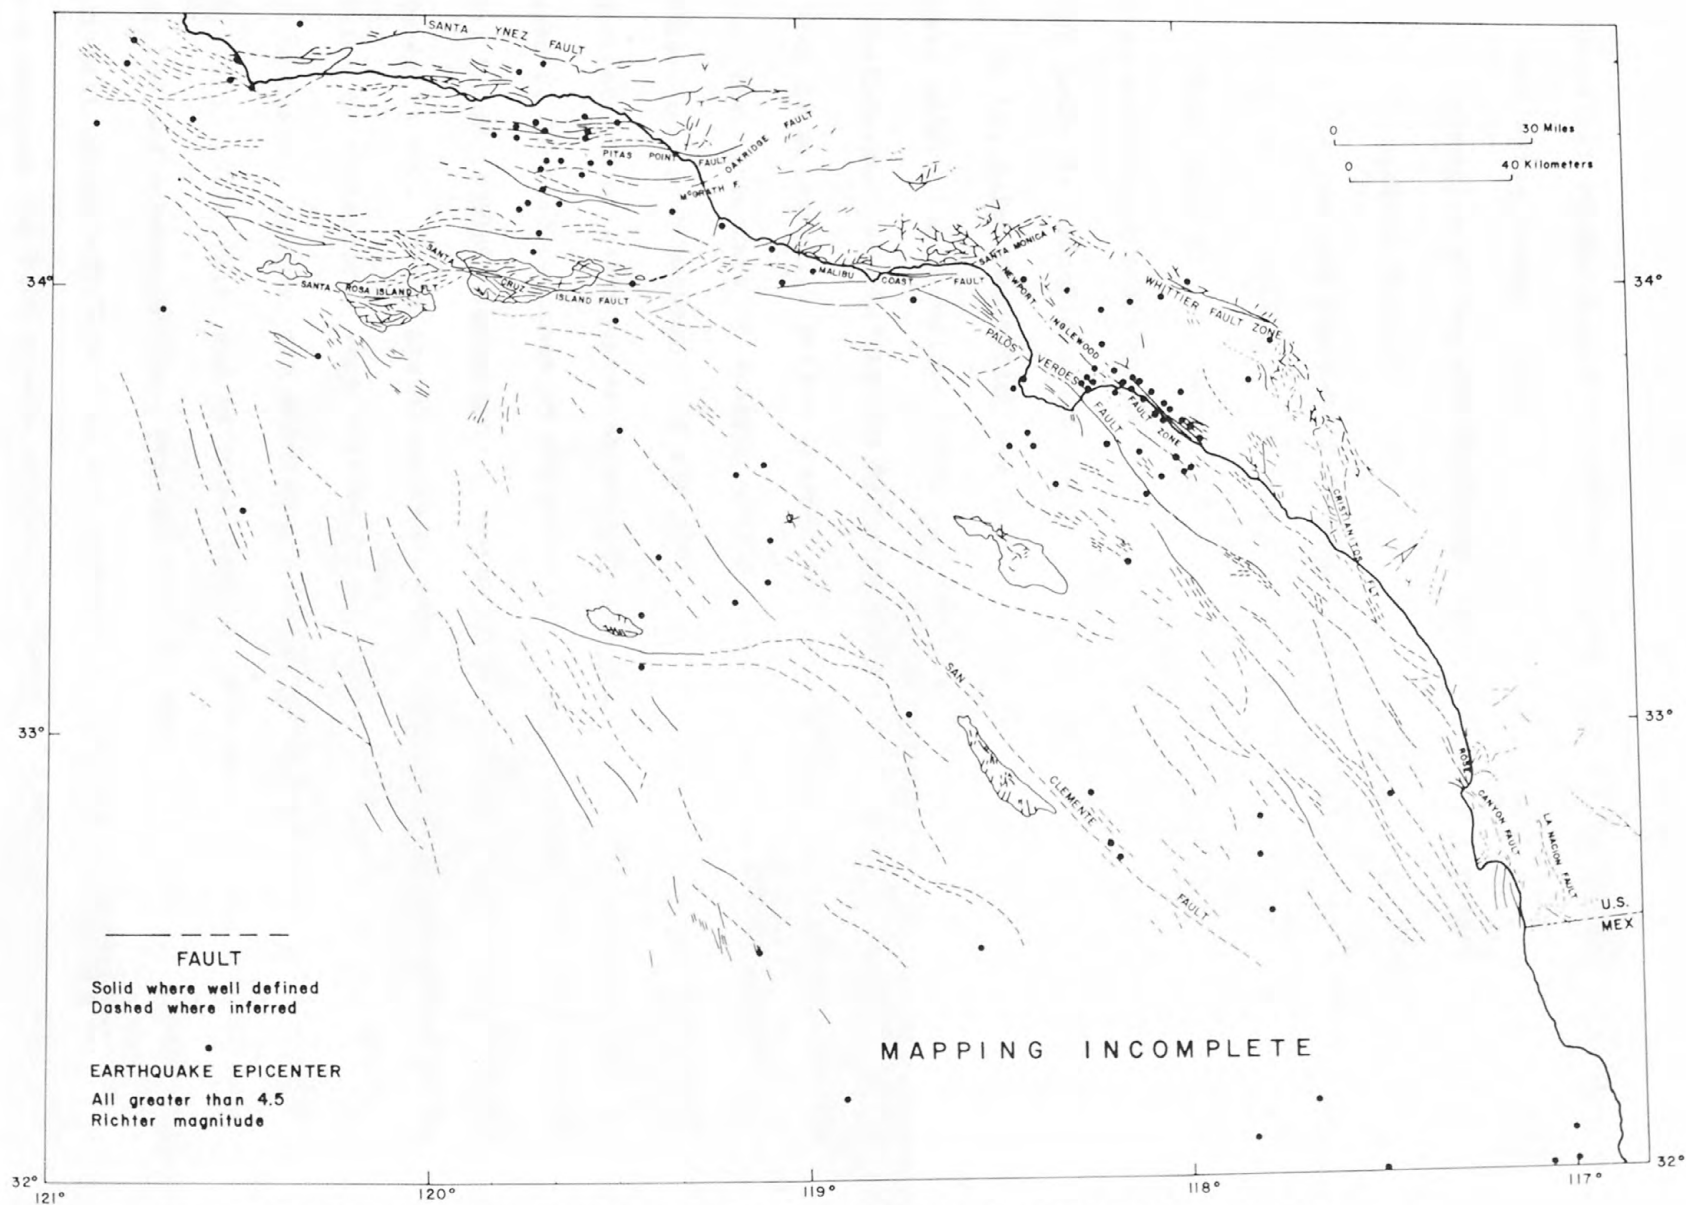 SANTA YNEZ FAULT
0 30 Miles
0 40 Kilometers
PITAS POINT FAULT
OAKRIDGE FAULT
McGRATH F.
SANTA MONICA F.
SANTA CRUZ ISLAND FAULT
SANTA ROSA ISLAND FLT
MALIBU COAST FAULT
34°
34°
NEWPORT INGLEWOOD FAULT ZONE
WHITTIER FAULT ZONE
PALOS VERDES FAULT
CRISTIANITOS FLT
SAN CLEMENTE FAULT
33°
33°
ROSE CANYON FAULT
LA NACION FAULT
U.S.
MEX
FAULT
Solid where well defined
Dashed where inferred
EARTHQUAKE EPICENTER
All greater than 4.5
Richter magnitude
MAPPING INCOMPLETE
32°
32°
121°
120°
119°
118°
117°